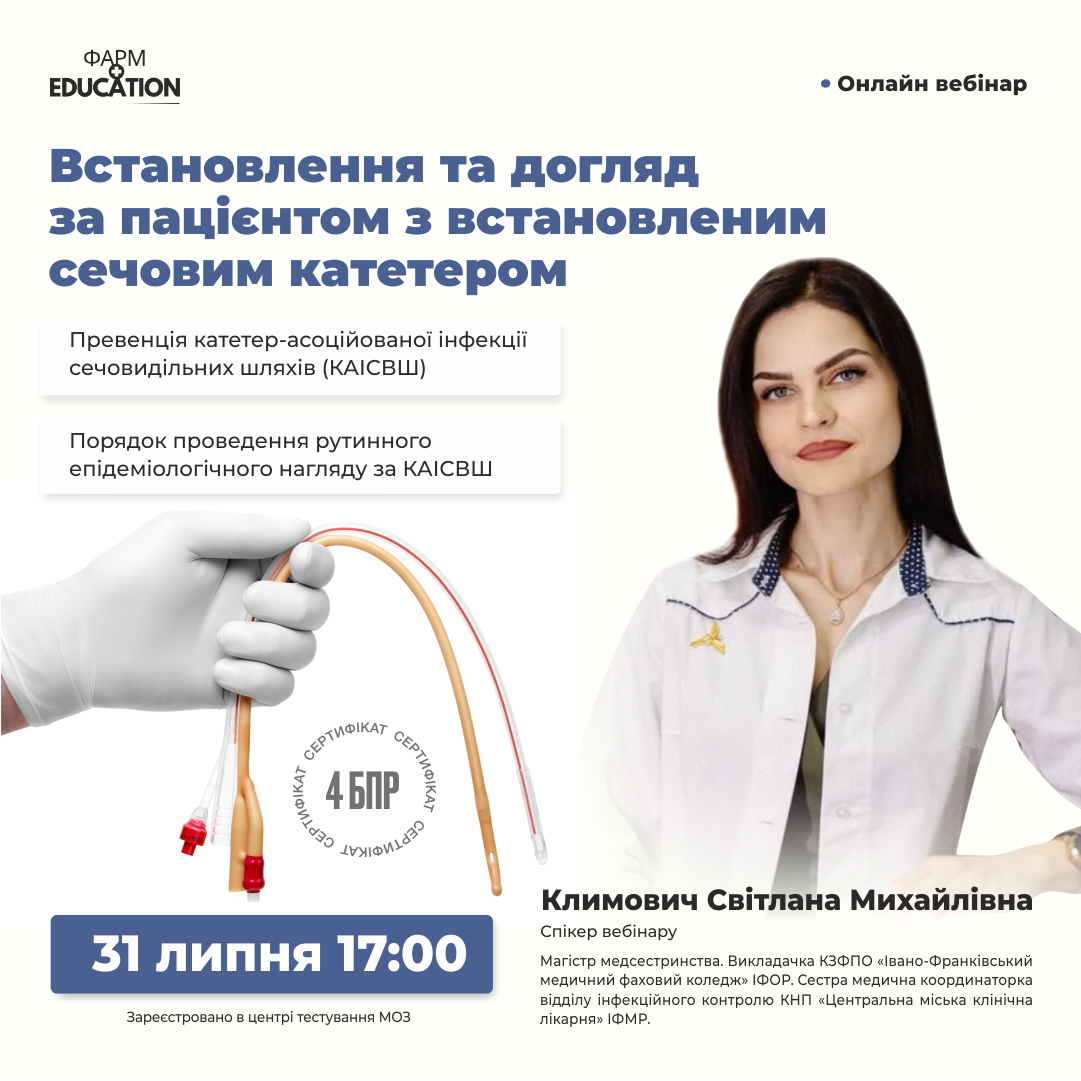 ФАРМ
EDUCATION
• Онлайн вебінар
Встановлення та догляд
за пацієнтом з встановленим
сечовим катетером
Превенція катетер-асоційованої інфекції
сечовидільних шляхів (КАІСВШ)
Порядок проведення рутинного
епідеміологічного нагляду за КАІСВШ
СЕРТИФІКАТ СЕРТИФІКАТ СЕРТИФІКАТ СЕРТИФІКАТ
4 БПР
31 липня 17:00
Зареєстровано в центрі тестування МОЗ
Климович Світлана Михайлівна
Спікер вебінару
Магістр медсестринства. Викладачка КЗФПО «Івано-Франківський
медичний фаховий коледж» ІФОР. Сестра медична координаторка
відділу інфекційного контролю КНП «Центральна міська клінічна
лікарня» ІФМР.